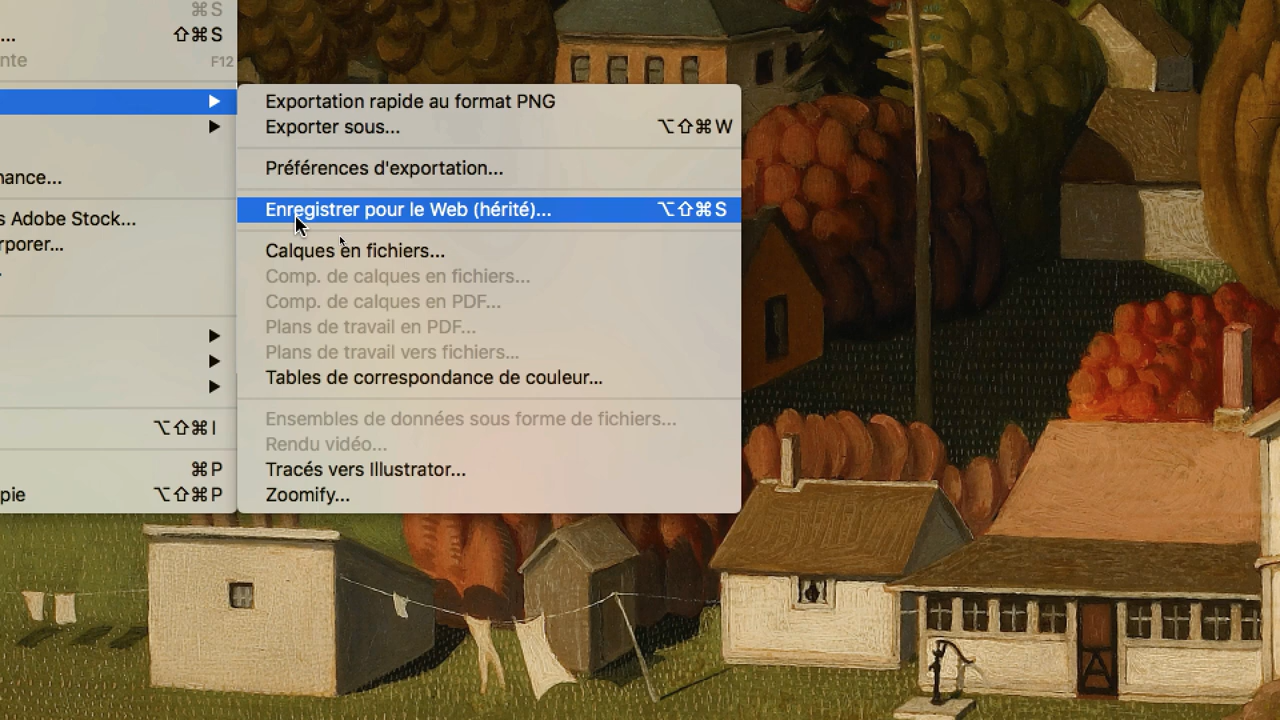 ⌘S
... ⇧⌘S
nte F12
Exportation rapide au format PNG
Exporter sous... ⌥⇧⌘W
Préférences d'exportation...
nance...
Enregistrer pour le Web (hérité)... ⌥⇧⌘S
s Adobe Stock...
rporer...
Calques en fichiers...
Comp. de calques en fichiers...
Comp. de calques en PDF...
Plans de travail en PDF...
Plans de travail vers fichiers...
Tables de correspondance de couleur...
Ensembles de données sous forme de fichiers...
⌥⇧⌘I
Rendu vidéo...
⌘P
Tracés vers Illustrator...
pie ⌥⇧⌘P
Zoomify...